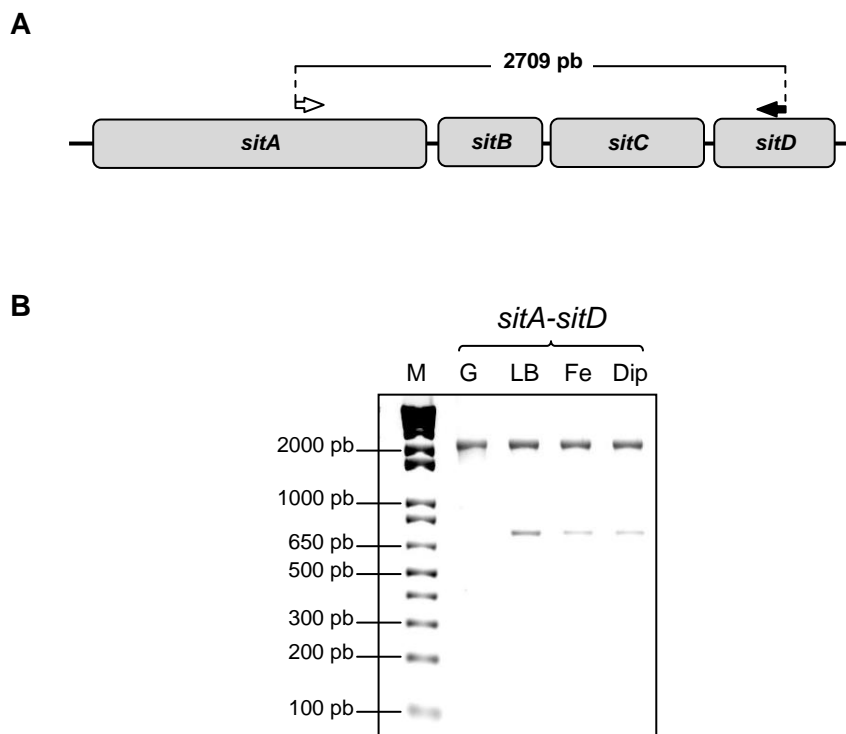 A
2709 pb
sitA sitB sitC sitD
B
sitA-sitD
M G LB Fe Dip
2000 pb
1000 pb
650 pb
500 pb
300 pb
200 pb
100 pb